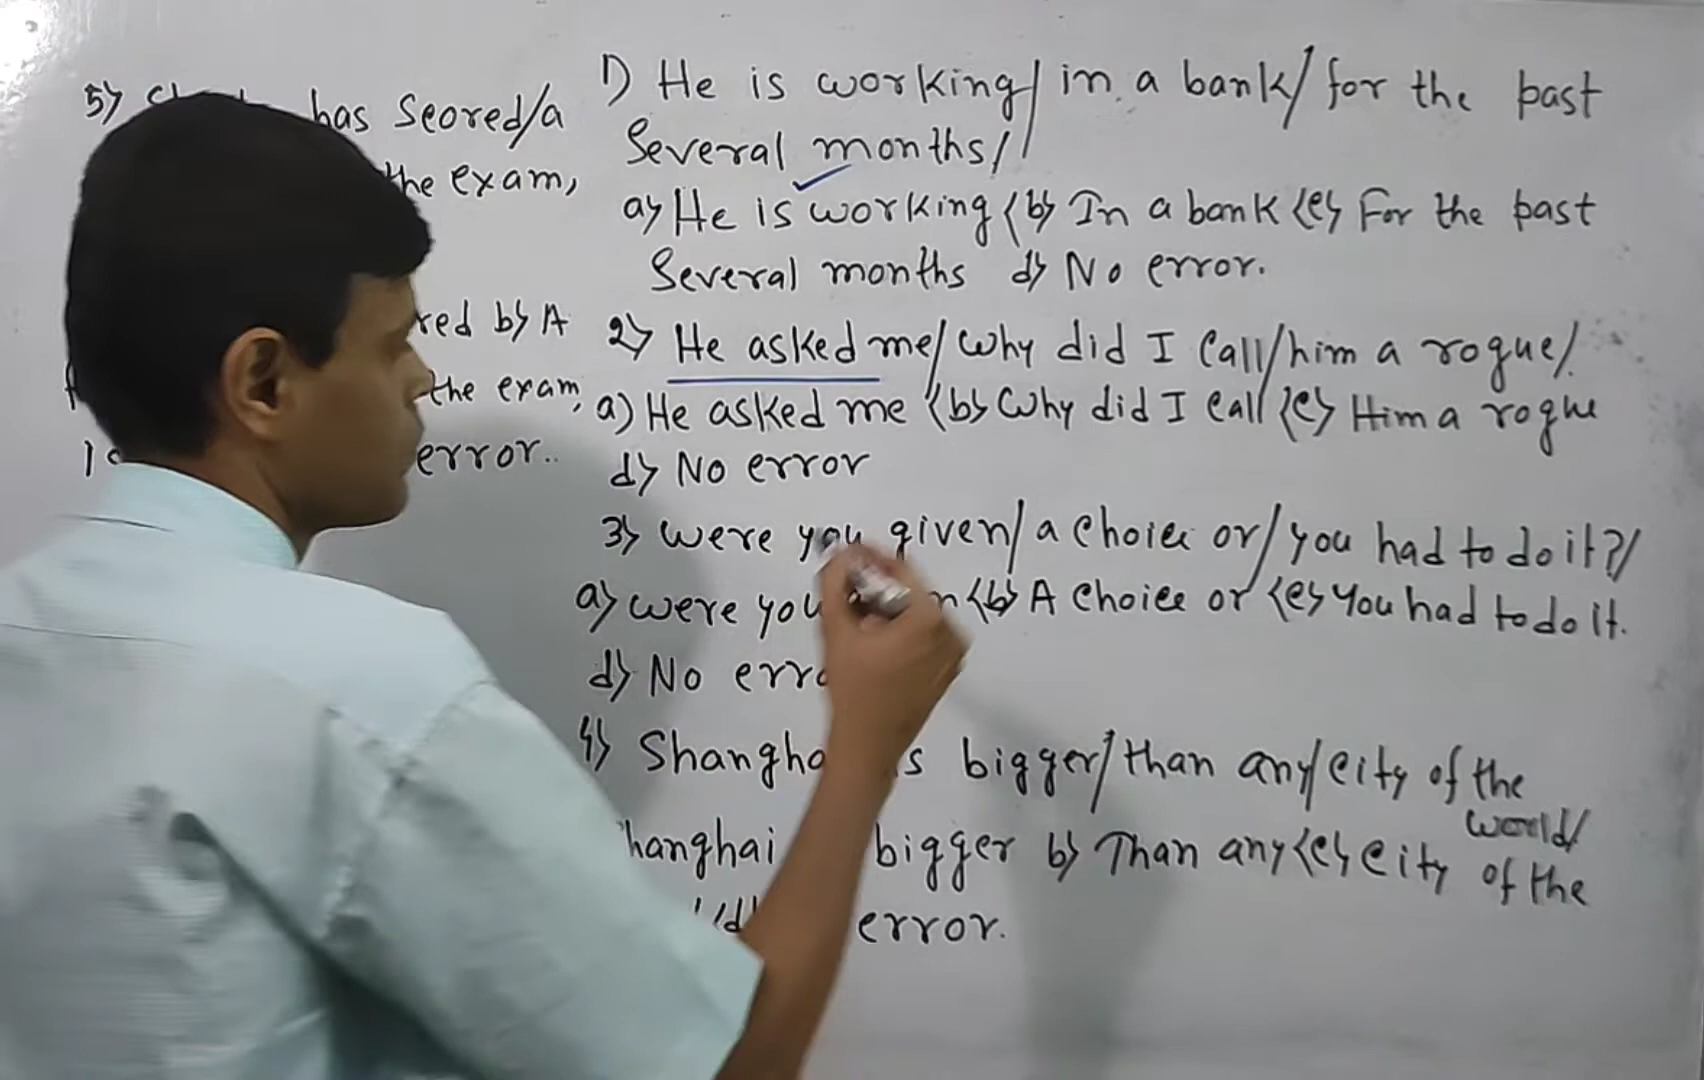 1) He is working/ in a bank/ for the past
Several months//
a) He is working (b) In a bank (c) For the past
Several months d) No error.
2) He asked me/ Why did I Call/ him a rogue/.
a) He asked me (b) Why did I Call (c) Him a rogue
d) No error
3) Were you given/ a Choice or/ you had to do it?/
a) Were you (b) A Choice or (c) You had to do It.
d) No
4) bigger/ than any/ city of the
World/
bigger b) Than any (c) City of the
error.
5) has Scored/a
the exam,
b) A
the exam,
error..